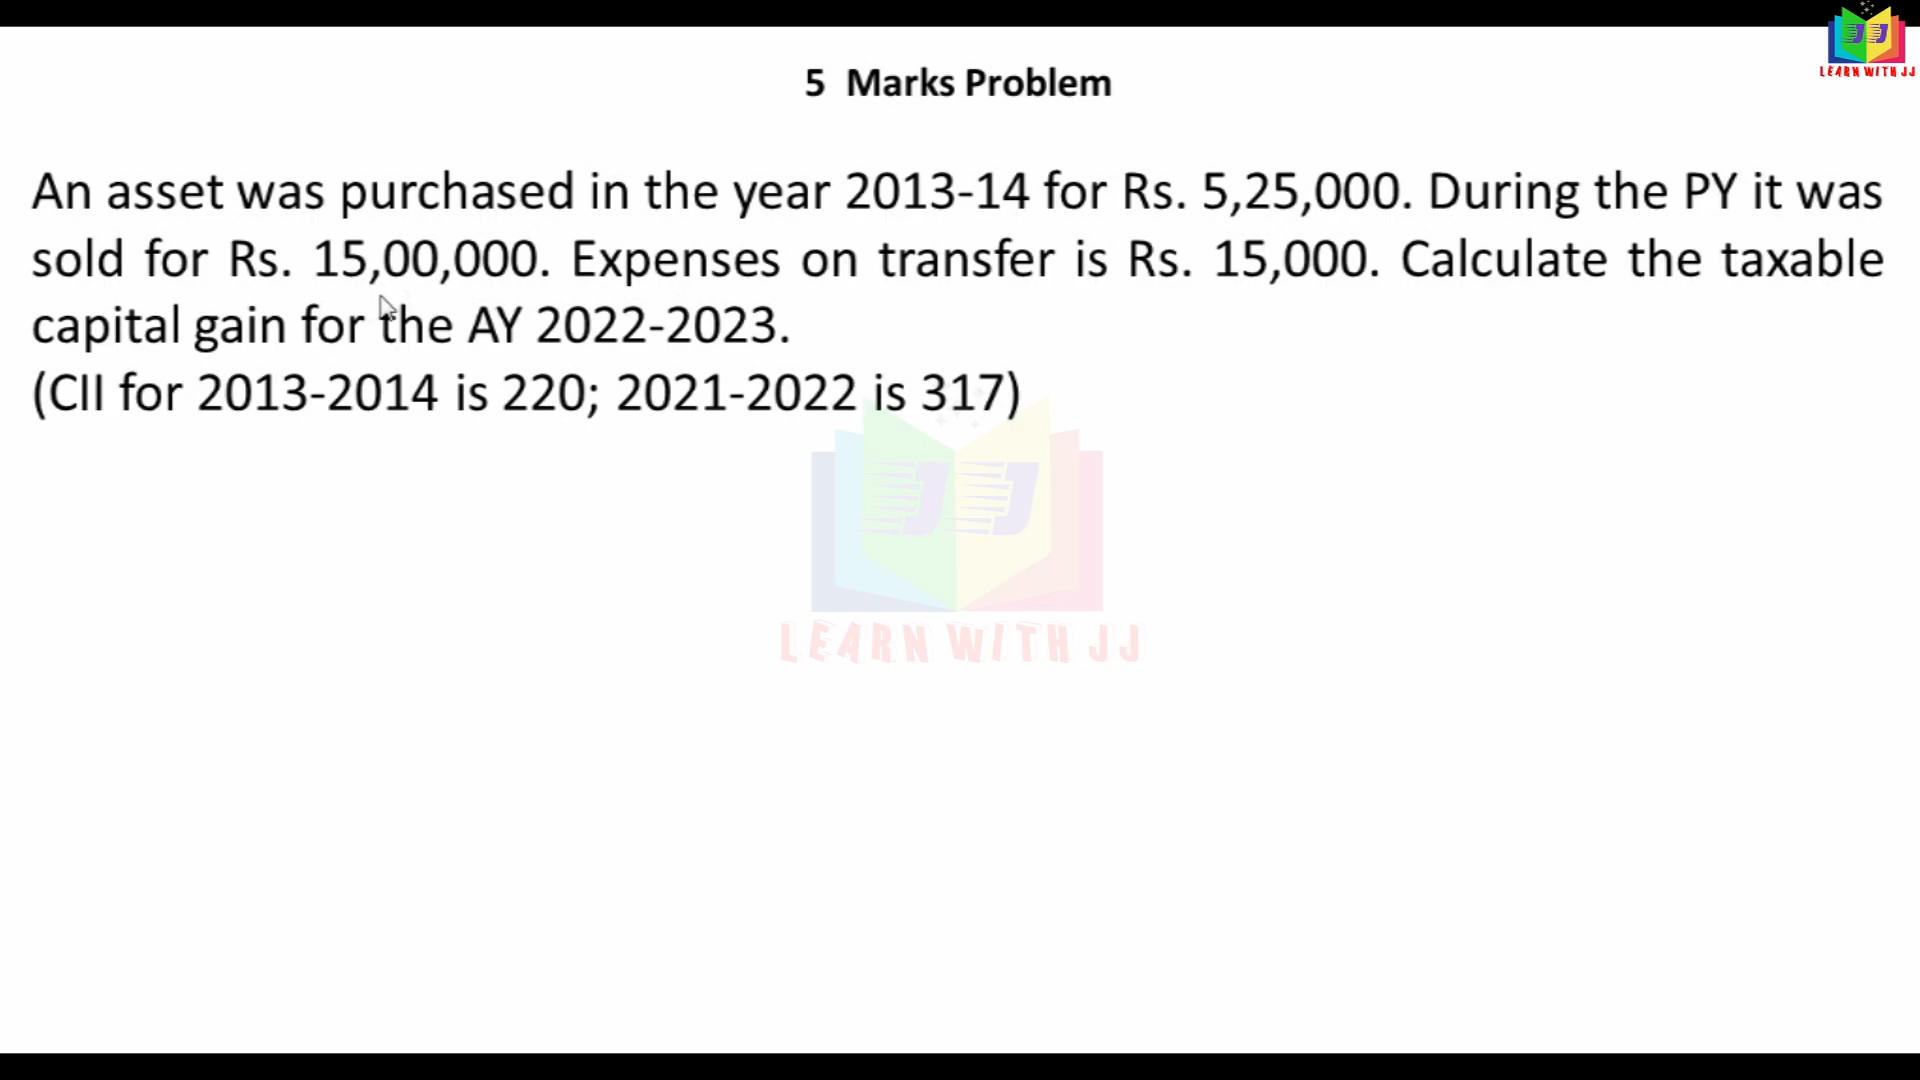 LEARN WITH JJ
5 Marks Problem
An asset was purchased in the year 2013-14 for Rs. 5,25,000. During the PY it was
sold for Rs. 15,00,000. Expenses on transfer is Rs. 15,000. Calculate the taxable
capital gain for the AY 2022-2023.
(CII for 2013-2014 is 220; 2021-2022 is 317)
JJ
LEARN WITH JJ